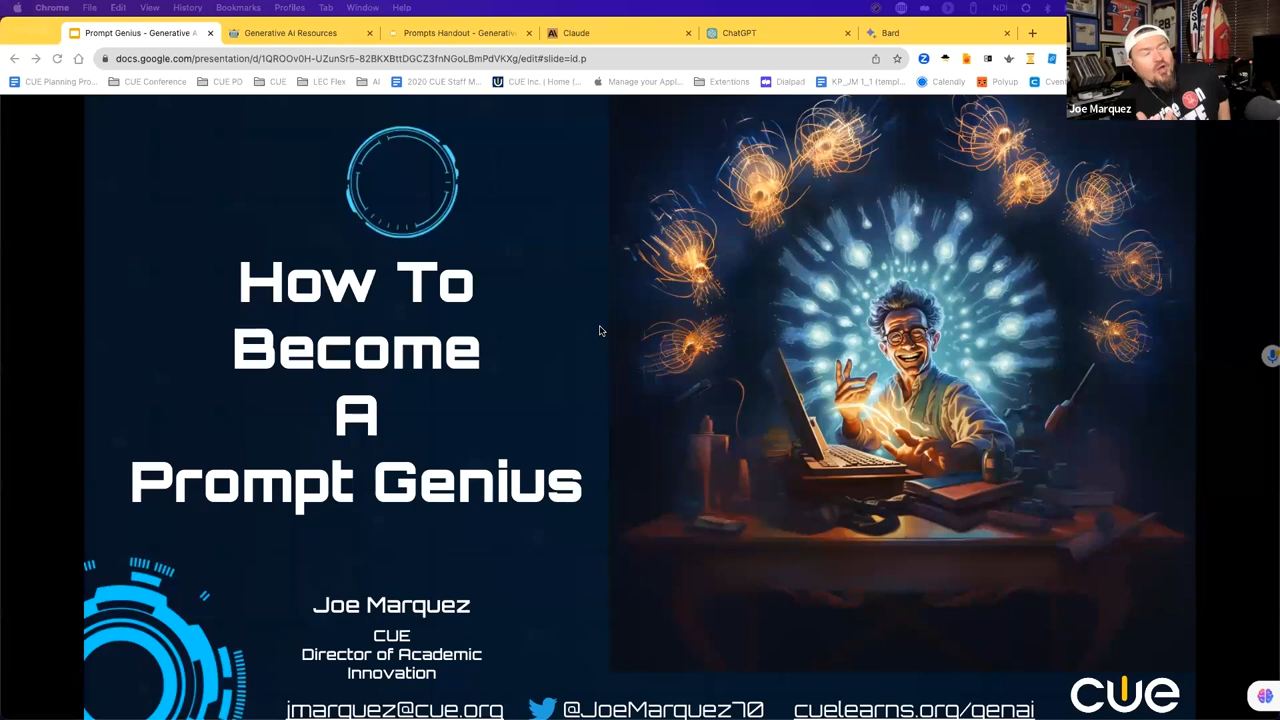 Chrome File Edit View History Bookmarks Profiles Tab Window Help NDI
Prompt Genius - Generative A
Generative AI Resources
Prompts Handout - Generative
Claude
ChatGPT
Bard
docs.google.com/presentation/d/1QROOv0H-UZunSr5-82BKXBttDGCZ3fnNGoLBmPdVKXg/edit#slide=id.p
CUE Planning Pro... CUE Conference CUE PD CUE LEC Flex AI 2020 CUE Staff M... CUE Inc. ( Home (... Manage your Appl... Extentions Dialpad KP_JM 1_1 (templ... Calendly Polyup Cvent
Joe Marquez
How To
Become
A
Prompt Genius
Joe Marquez
CUE
Director of Academic
Innovation
jmarquez@cue.org @JoeMarquez70 cuelearns.org/genai
cue